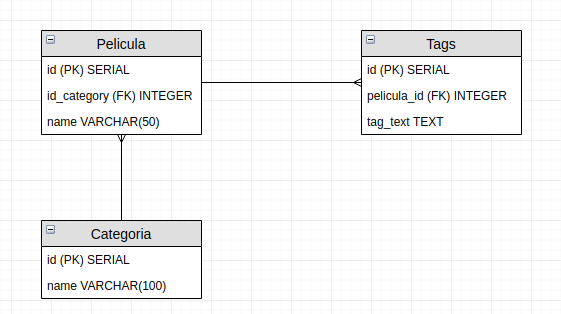 Pelicula
id (PK) SERIAL
id_category (FK) INTEGER
name VARCHAR(50)
Tags
id (PK) SERIAL
pelicula_id (FK) INTEGER
tag_text TEXT
Categoria
id (PK) SERIAL
name VARCHAR(100)